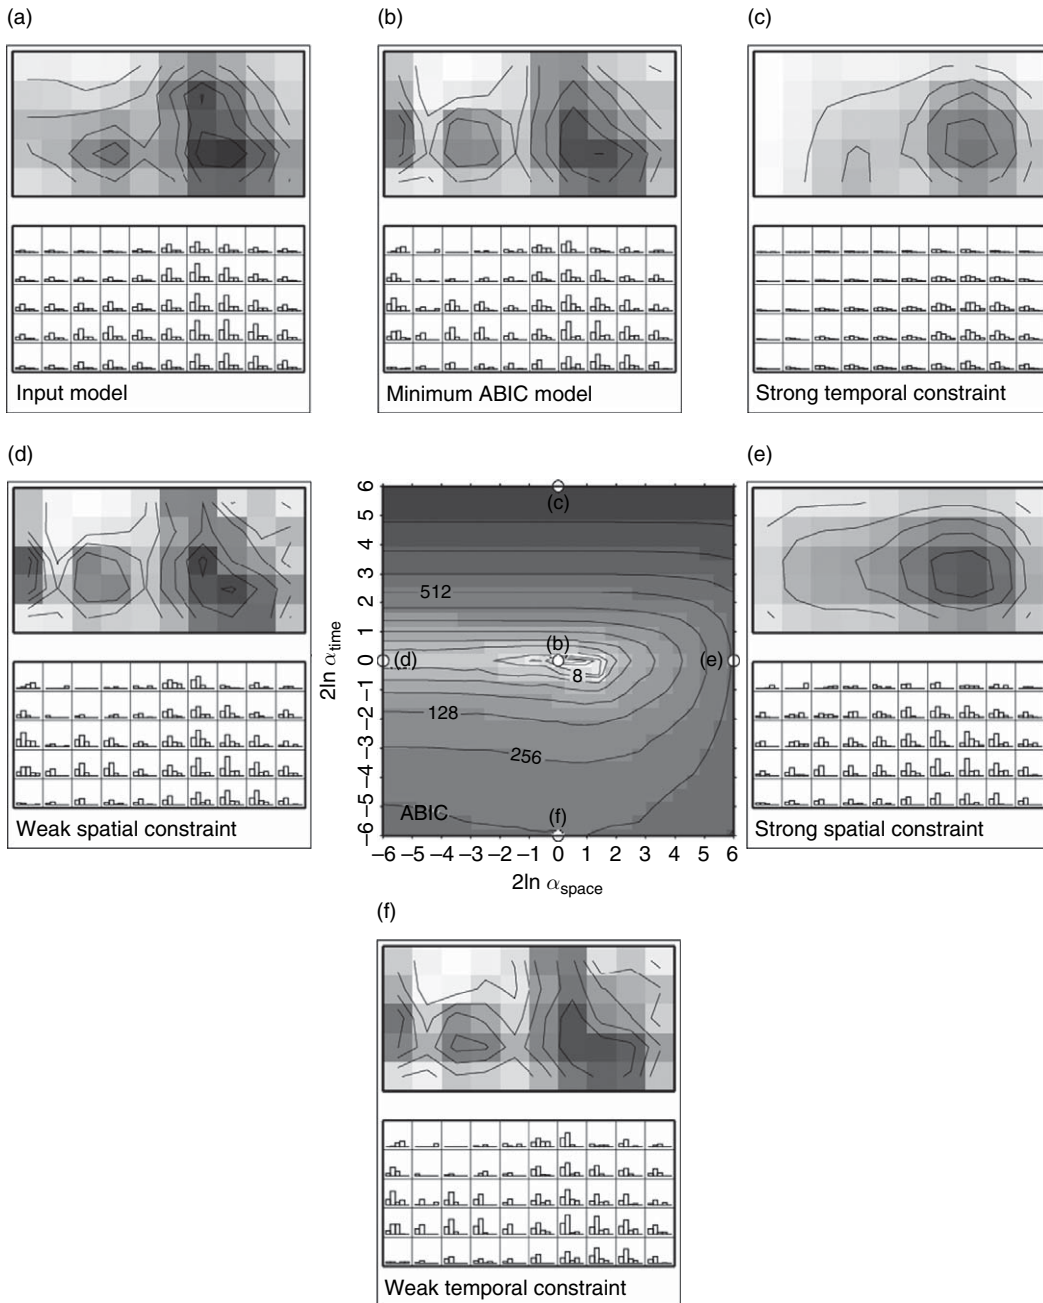 (a)
(b)
(c)
Input model
Minimum ABIC model
Strong temporal constraint
(d)
(e)
Weak spatial constraint
Strong spatial constraint
2ln αtime
6
5
4
3
2
1
0
−1
−2
−3
−4
−5
−6
(c)
512
(b)
(d)
(e)
8
128
256
ABIC
(f)
−6 −5 −4 −3 −2 −1 0 1 2 3 4 5 6
2ln αspace
(f)
Weak temporal constraint